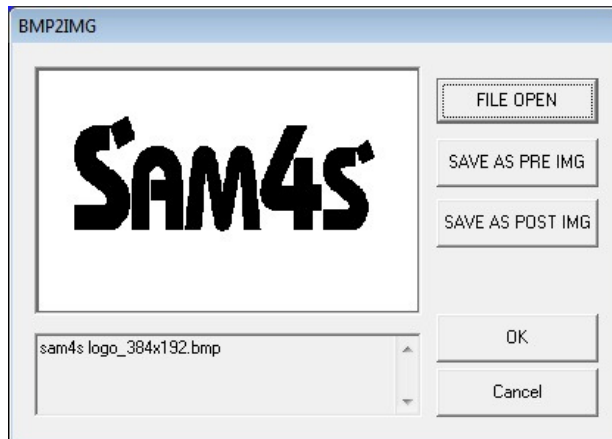 BMP2IMG
SAM4S
FILE OPEN
SAVE AS PRE IMG
SAVE AS POST IMG
sam4s logo_384x192.bmp
OK
Cancel